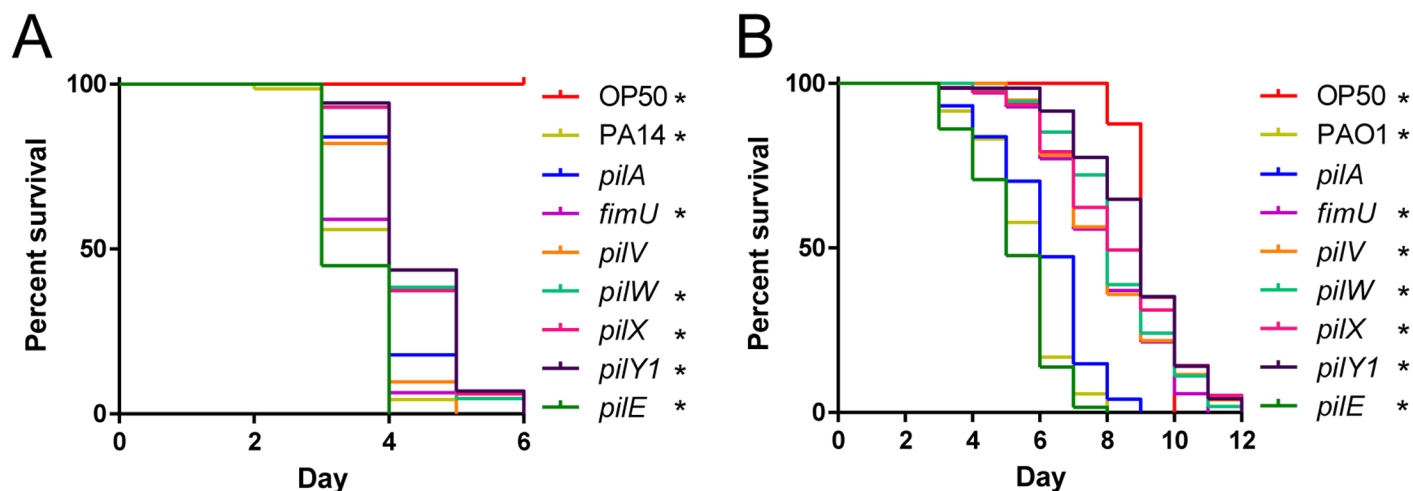 A
Percent survival
100
50
0
0 2 4 6
Day
OP50 *
PA14 *
pilA
fimU *
pilV
pilW *
pilX *
pilY1 *
pilE *
B
Percent survival
100
50
0
0 2 4 6 8 10 12
Day
OP50 *
PAO1 *
pilA
fimU *
pilV *
pilW *
pilX *
pilY1 *
pilE *